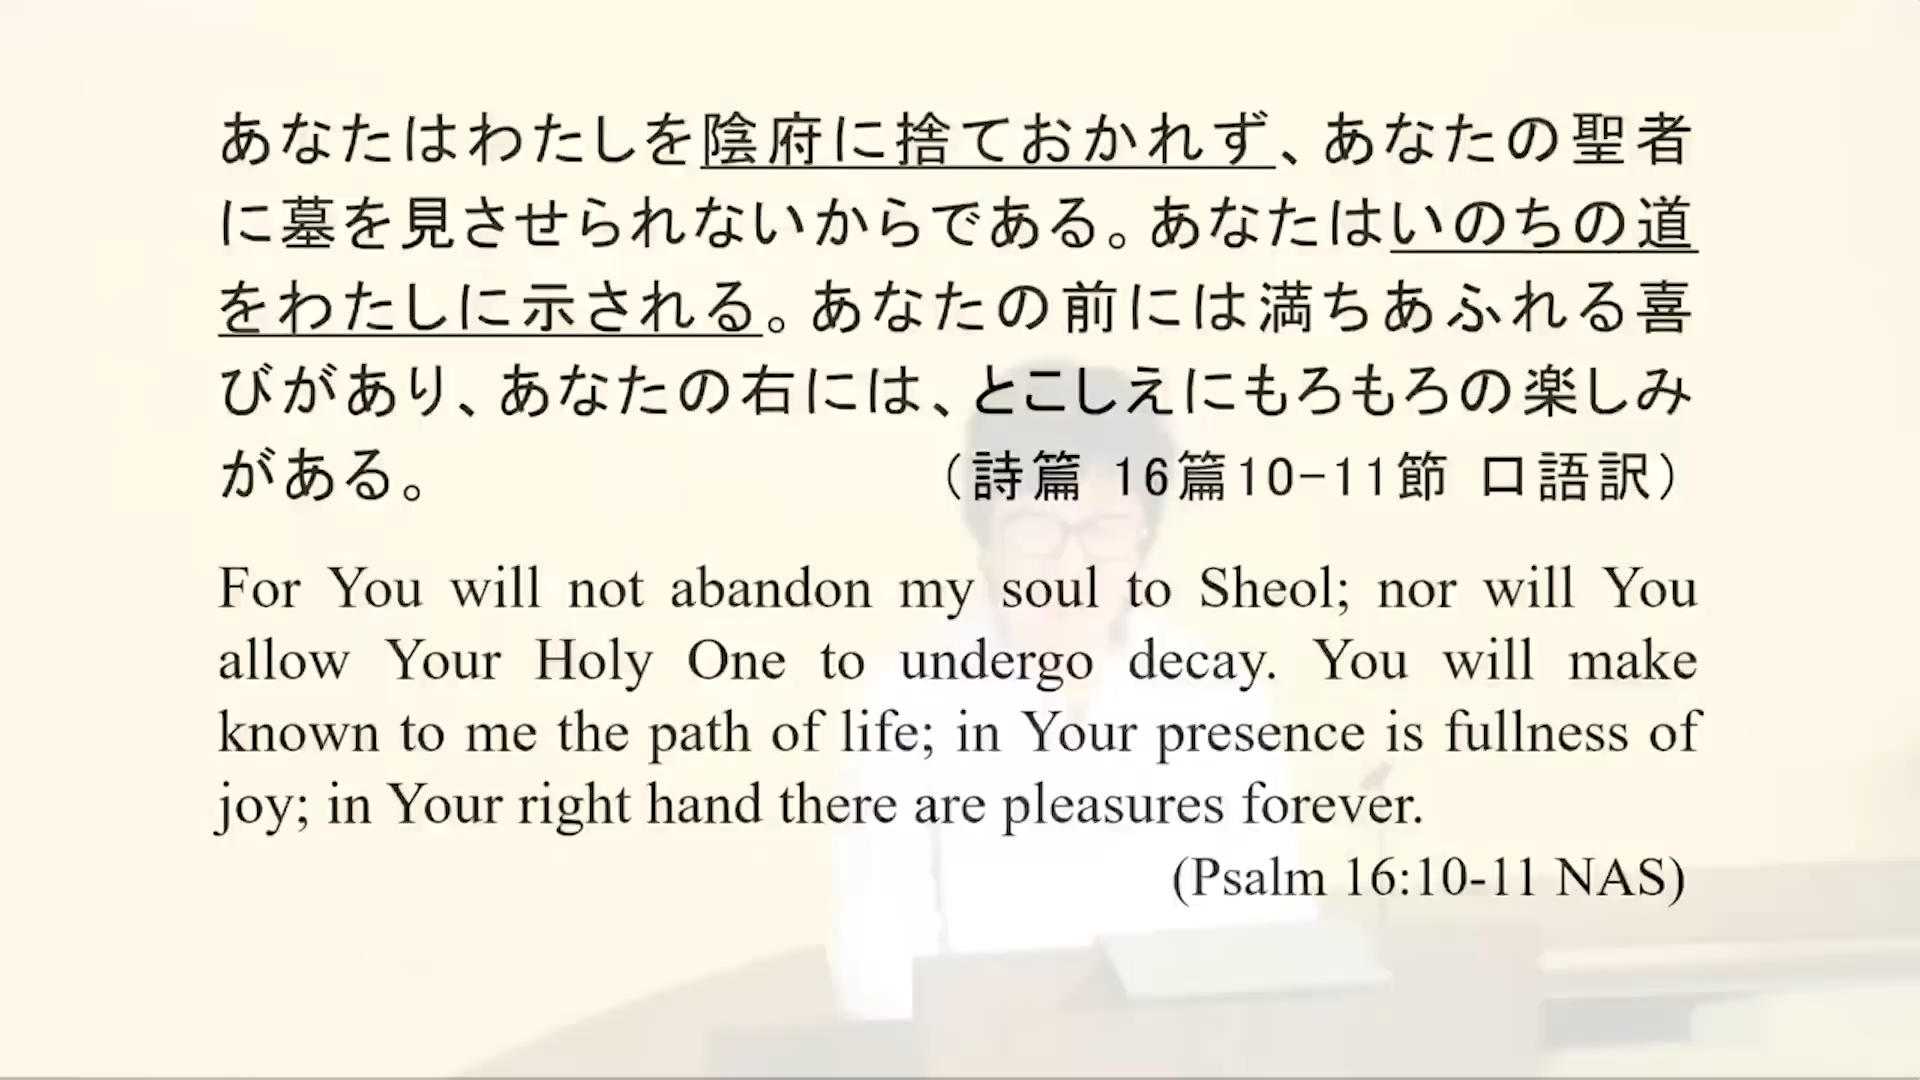 あなたはわたしを陰府に捨ておかれず、あなたの聖者
に墓を見させられないからである。あなたはいのちの道
をわたしに示される。あなたの前には満ちあふれる喜
びがあり、あなたの右には、とこしえにもろもろの楽しみ
がある。 （詩篇 16篇10-11節 口語訳）
For You will not abandon my soul to Sheol; nor will You
allow Your Holy One to undergo decay. You will make
known to me the path of life; in Your presence is fullness of
joy; in Your right hand there are pleasures forever.
(Psalm 16:10-11 NAS)